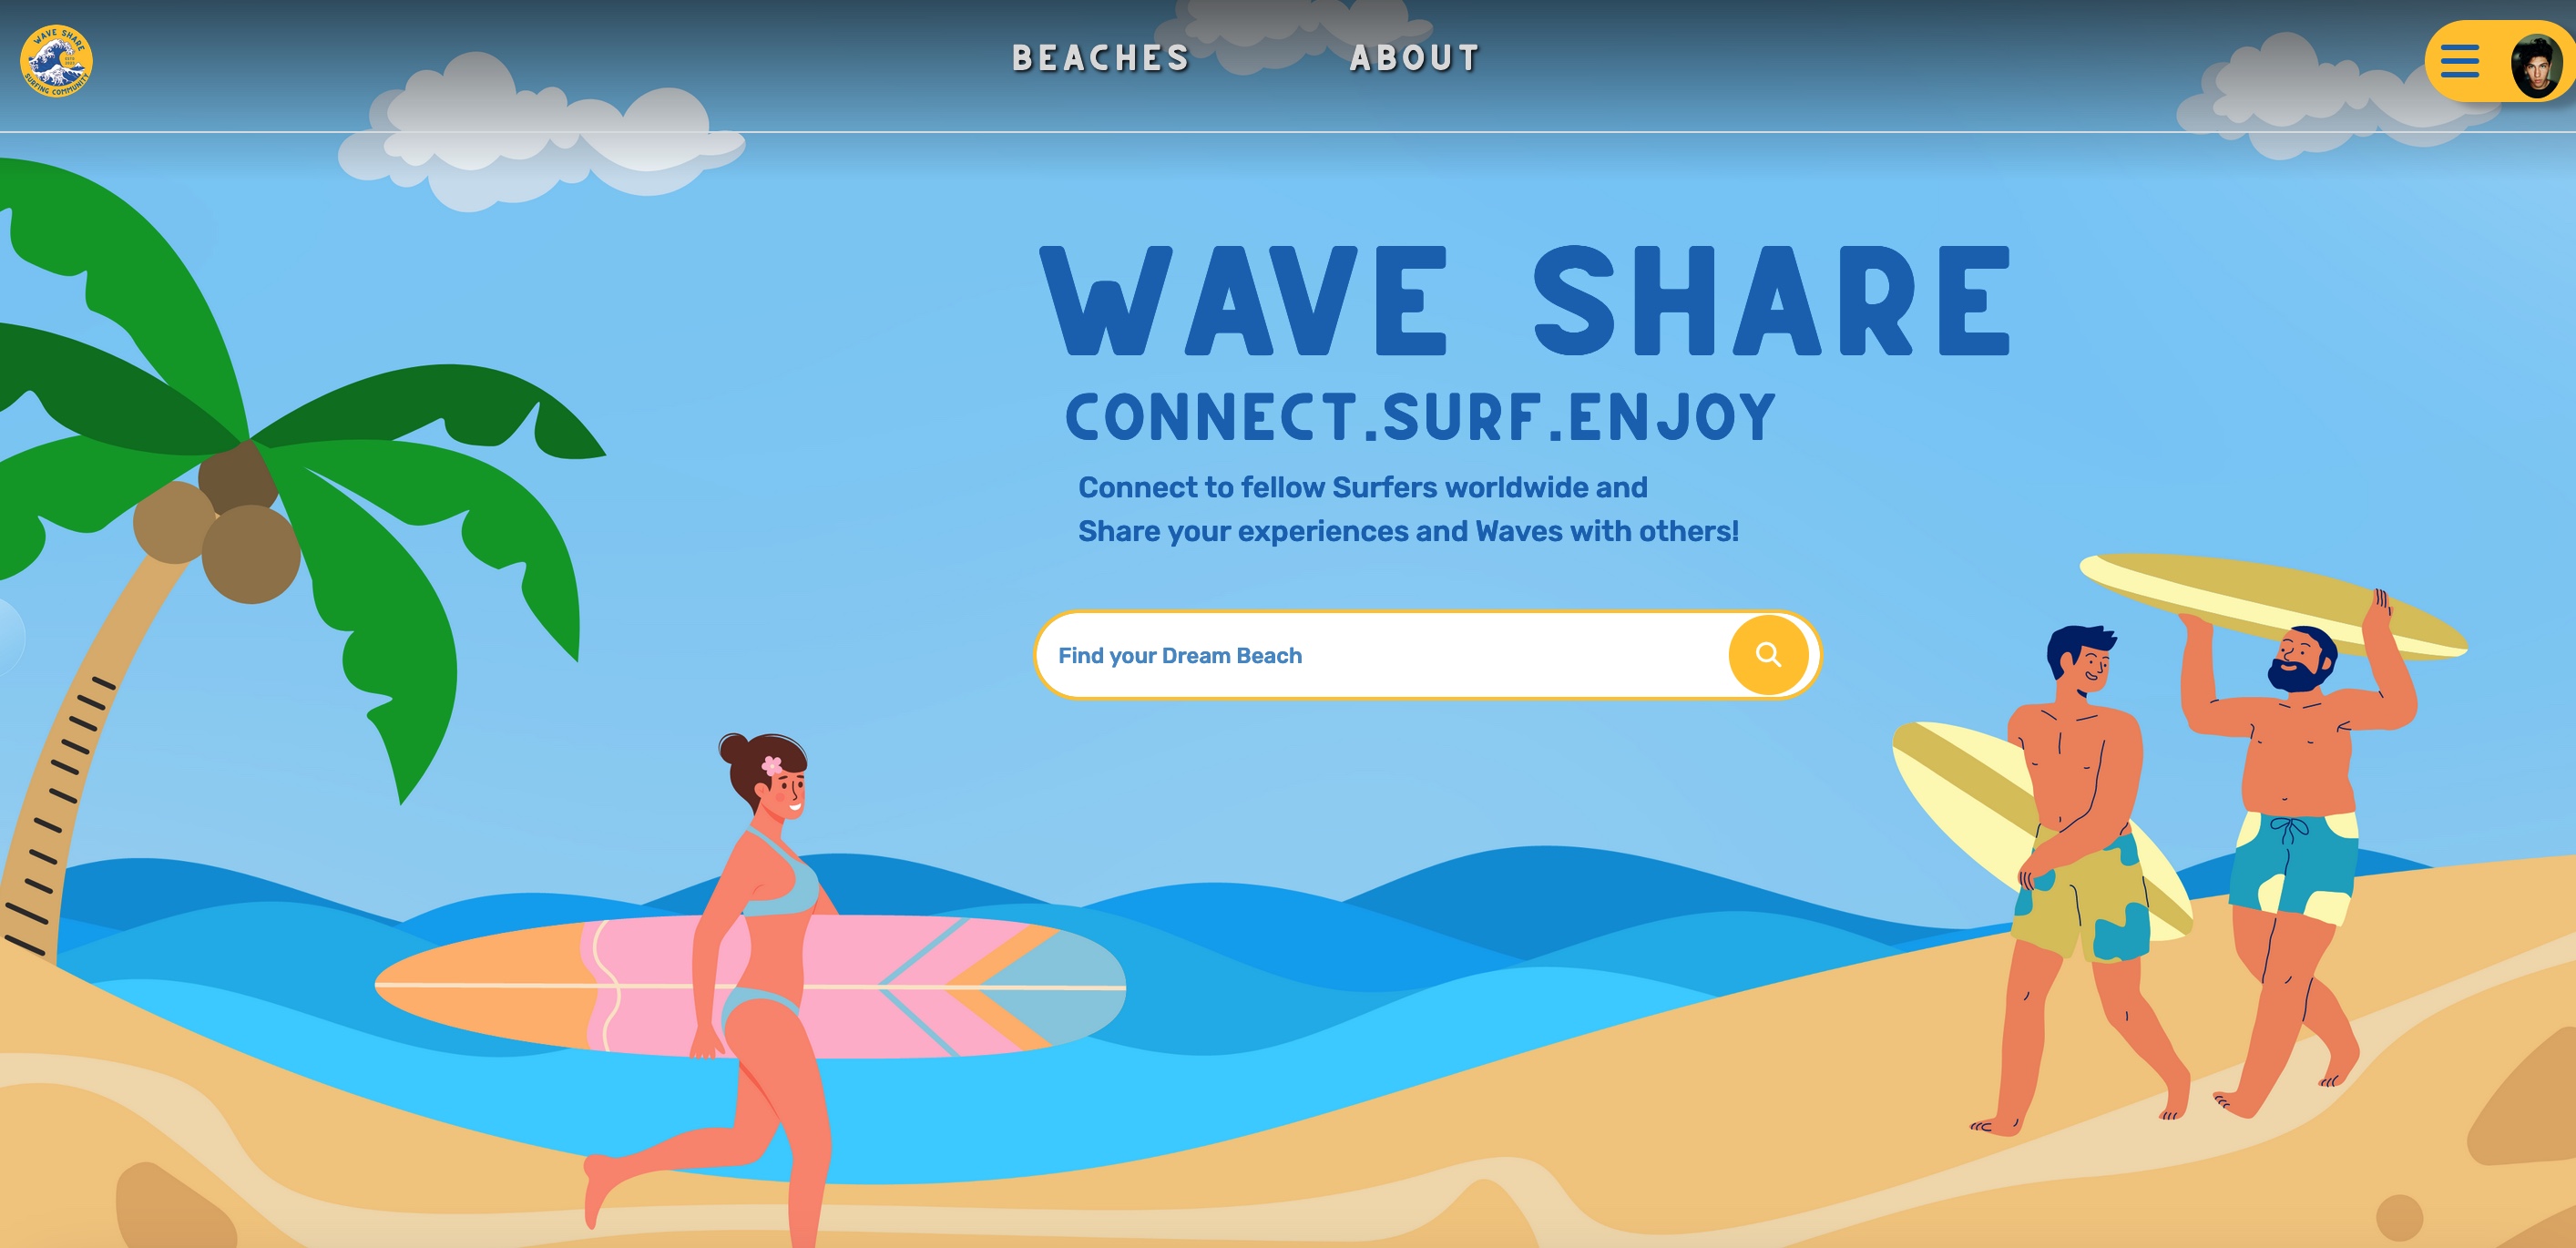 WAVE SHARE
SURFING COMMUNITY
BEACHES ABOUT
WAVE SHARE
CONNECT.SURF.ENJOY
Connect to fellow Surfers worldwide and
Share your experiences and Waves with others!
Find your Dream Beach